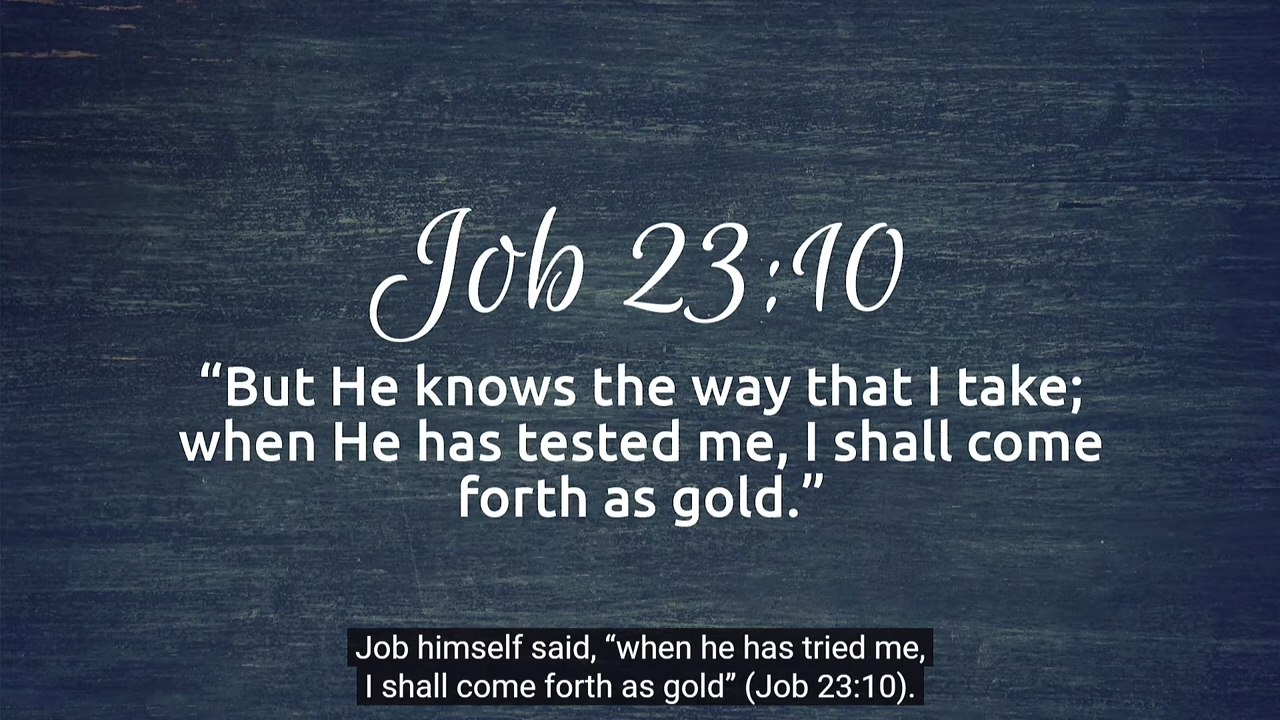 Job 23:10
“But He knows the way that I take;
when He has tested me, I shall come
forth as gold.”
Job himself said, “when he has tried me,
I shall come forth as gold” (Job 23:10).